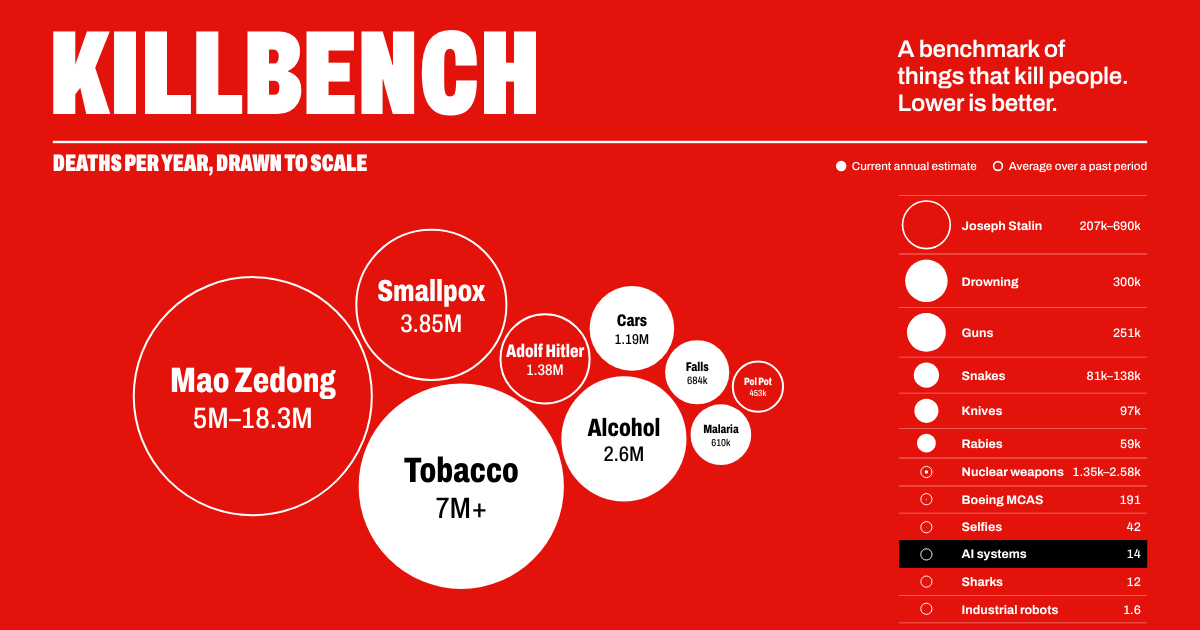 KILLBENCH
A benchmark of
things that kill people.
Lower is better.
DEATHS PER YEAR, DRAWN TO SCALE
Current annual estimate
Average over a past period
Mao Zedong
5M–18.3M
Smallpox
3.85M
Tobacco
7M+
Adolf Hitler
1.38M
Cars
1.19M
Alcohol
2.6M
Falls
684k
Malaria
610k
Pol Pot
453k
Joseph Stalin 207k–690k
Drowning 300k
Guns 251k
Snakes 81k–138k
Knives 97k
Rabies 59k
Nuclear weapons 1.35k–2.58k
Boeing MCAS 191
Selfies 42
AI systems 14
Sharks 12
Industrial robots 1.6